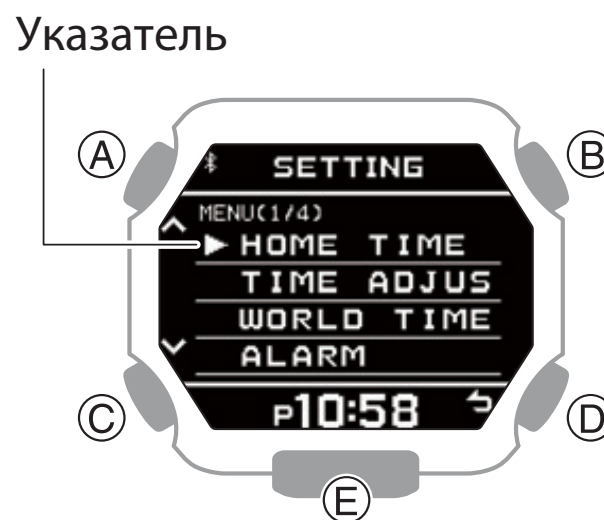 Указатель
A
B
SETTING
MENU(1/4)
HOME TIME
TIME ADJUS
WORLD TIME
ALARM
C
P10:58
D
E